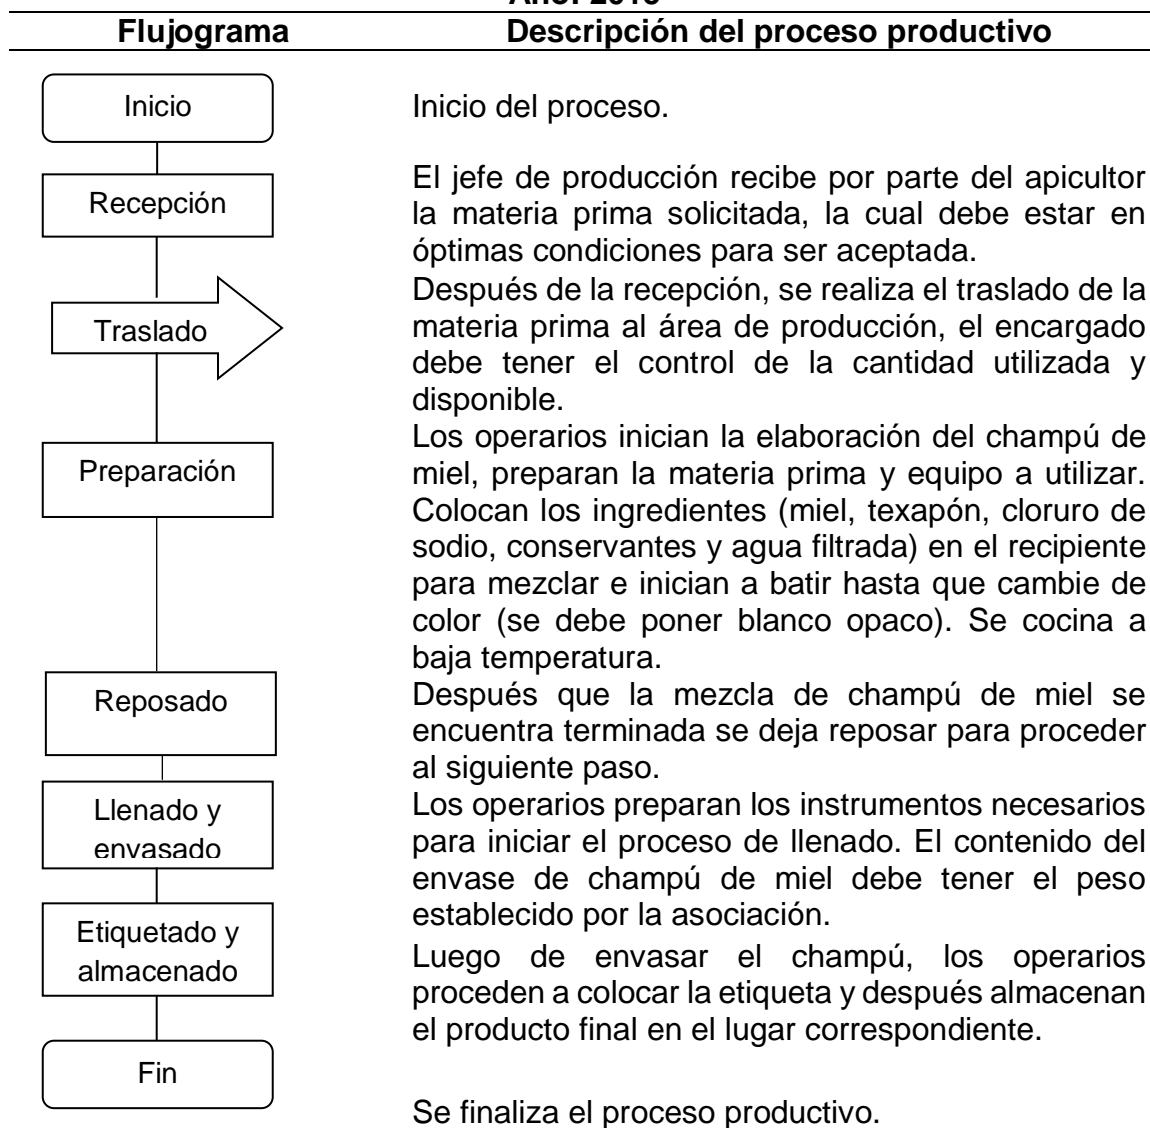 Flujograma
Descripción del proceso productivo
Inicio
Inicio del proceso.
Recepción
El jefe de producción recibe por parte del apicultor
la materia prima solicitada, la cual debe estar en
óptimas condiciones para ser aceptada.
Traslado
Después de la recepción, se realiza el traslado de la
materia prima al área de producción, el encargado
debe tener el control de la cantidad utilizada y
disponible.
Preparación
Los operarios inician la elaboración del champú de
miel, preparan la materia prima y equipo a utilizar.
Colocan los ingredientes (miel, texapón, cloruro de
sodio, conservantes y agua filtrada) en el recipiente
para mezclar e inician a batir hasta que cambie de
color (se debe poner blanco opaco). Se cocina a
baja temperatura.
Reposado
Después que la mezcla de champú de miel se
encuentra terminada se deja reposar para proceder
al siguiente paso.
Llenado y
envasado
Los operarios preparan los instrumentos necesarios
para iniciar el proceso de llenado. El contenido del
envase de champú de miel debe tener el peso
establecido por la asociación.
Etiquetado y
almacenado
Luego de envasar el champú, los operarios
proceden a colocar la etiqueta y después almacenan
el producto final en el lugar correspondiente.
Fin
Se finaliza el proceso productivo.